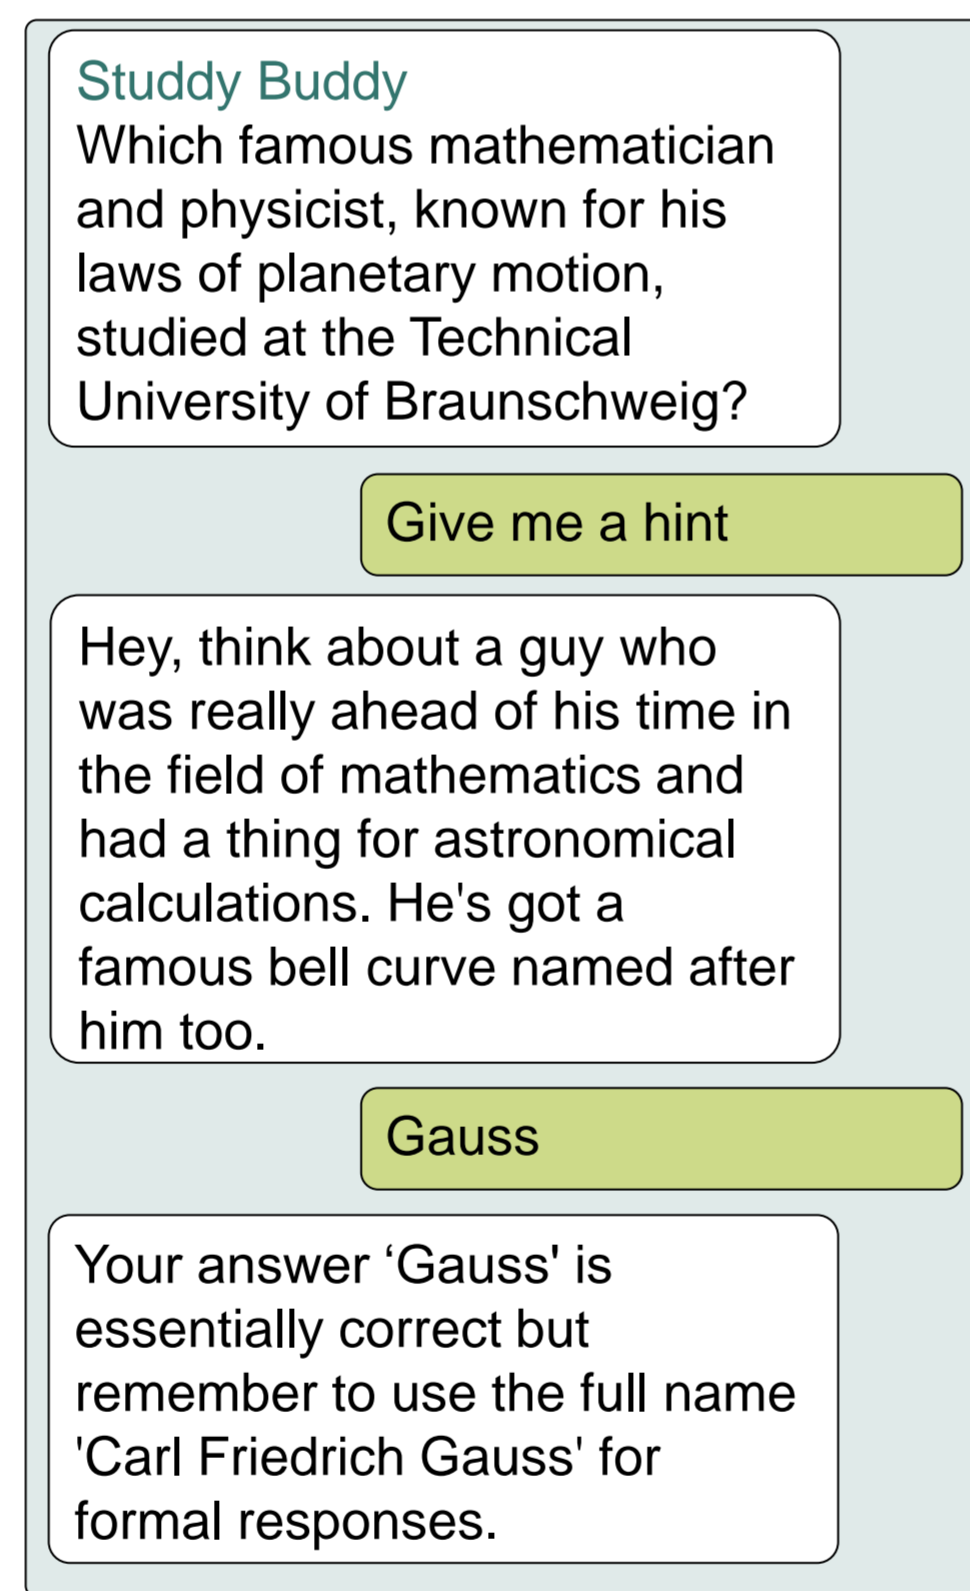 Studdy Buddy
Which famous mathematician
and physicist, known for his
laws of planetary motion,
studied at the Technical
University of Braunschweig?
Give me a hint
Hey, think about a guy who
was really ahead of his time in
the field of mathematics and
had a thing for astronomical
calculations. He's got a
famous bell curve named after
him too.
Gauss
Your answer ‘Gauss' is
essentially correct but
remember to use the full name
'Carl Friedrich Gauss' for
formal responses.